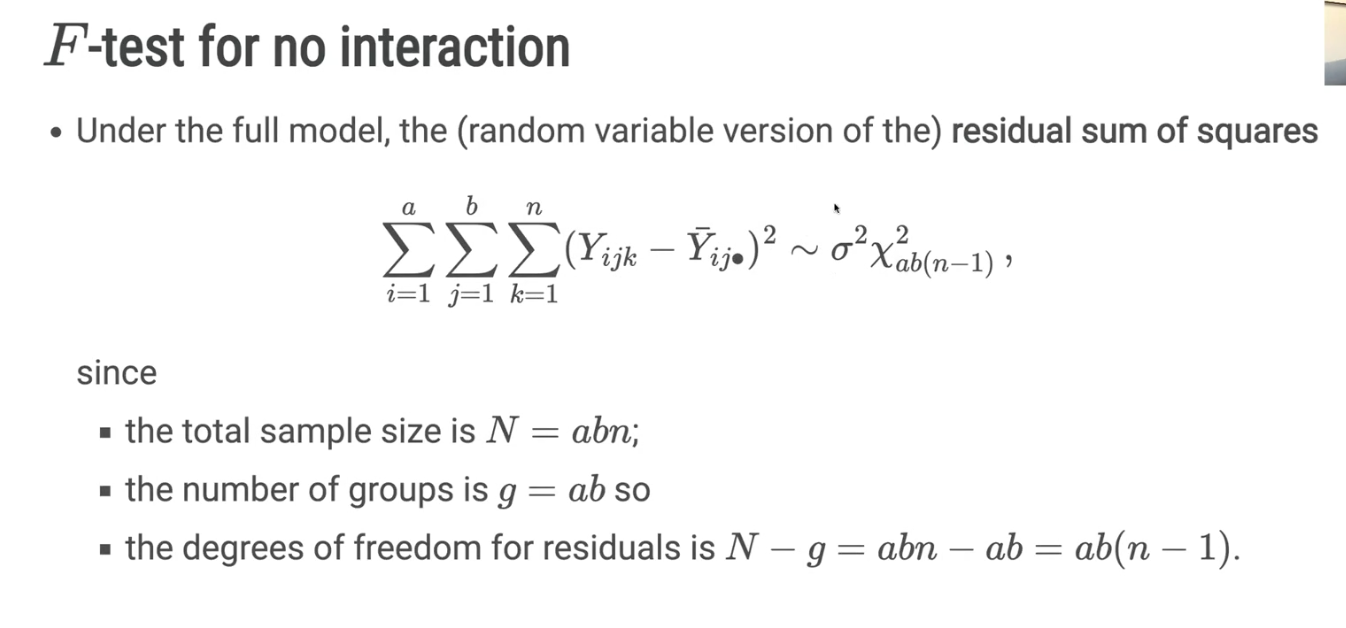 F-test for no interaction
• Under the full model, the (random variable version of the) residual sum of squares
$\sum_{i=1}^{a} \sum_{j=1}^{b} \sum_{k=1}^{n} (Y_{ijk} - \bar{Y}_{ij\bullet})^2 \sim \sigma^2 \chi^2_{ab(n-1)}$ ,
since
▪ the total sample size is $N = abn$;
▪ the number of groups is $g = ab$ so
▪ the degrees of freedom for residuals is $N - g = abn - ab = ab(n - 1)$.